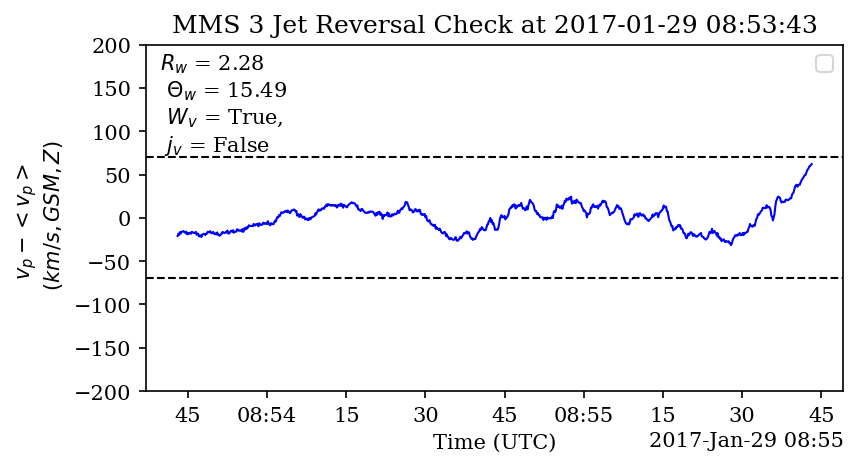 MMS 3 Jet Reversal Check at 2017-01-29 08:53:43
200
150
100
50
0
−50
−100
−150
−200
v_p − < v_p >
(km/s, GSM, Z)
R_w = 2.28
Θ_w = 15.49
W_v = True,
j_v = False
45 08:54 15 30 45 08:55 15 30 45
Time (UTC)
2017-Jan-29 08:55